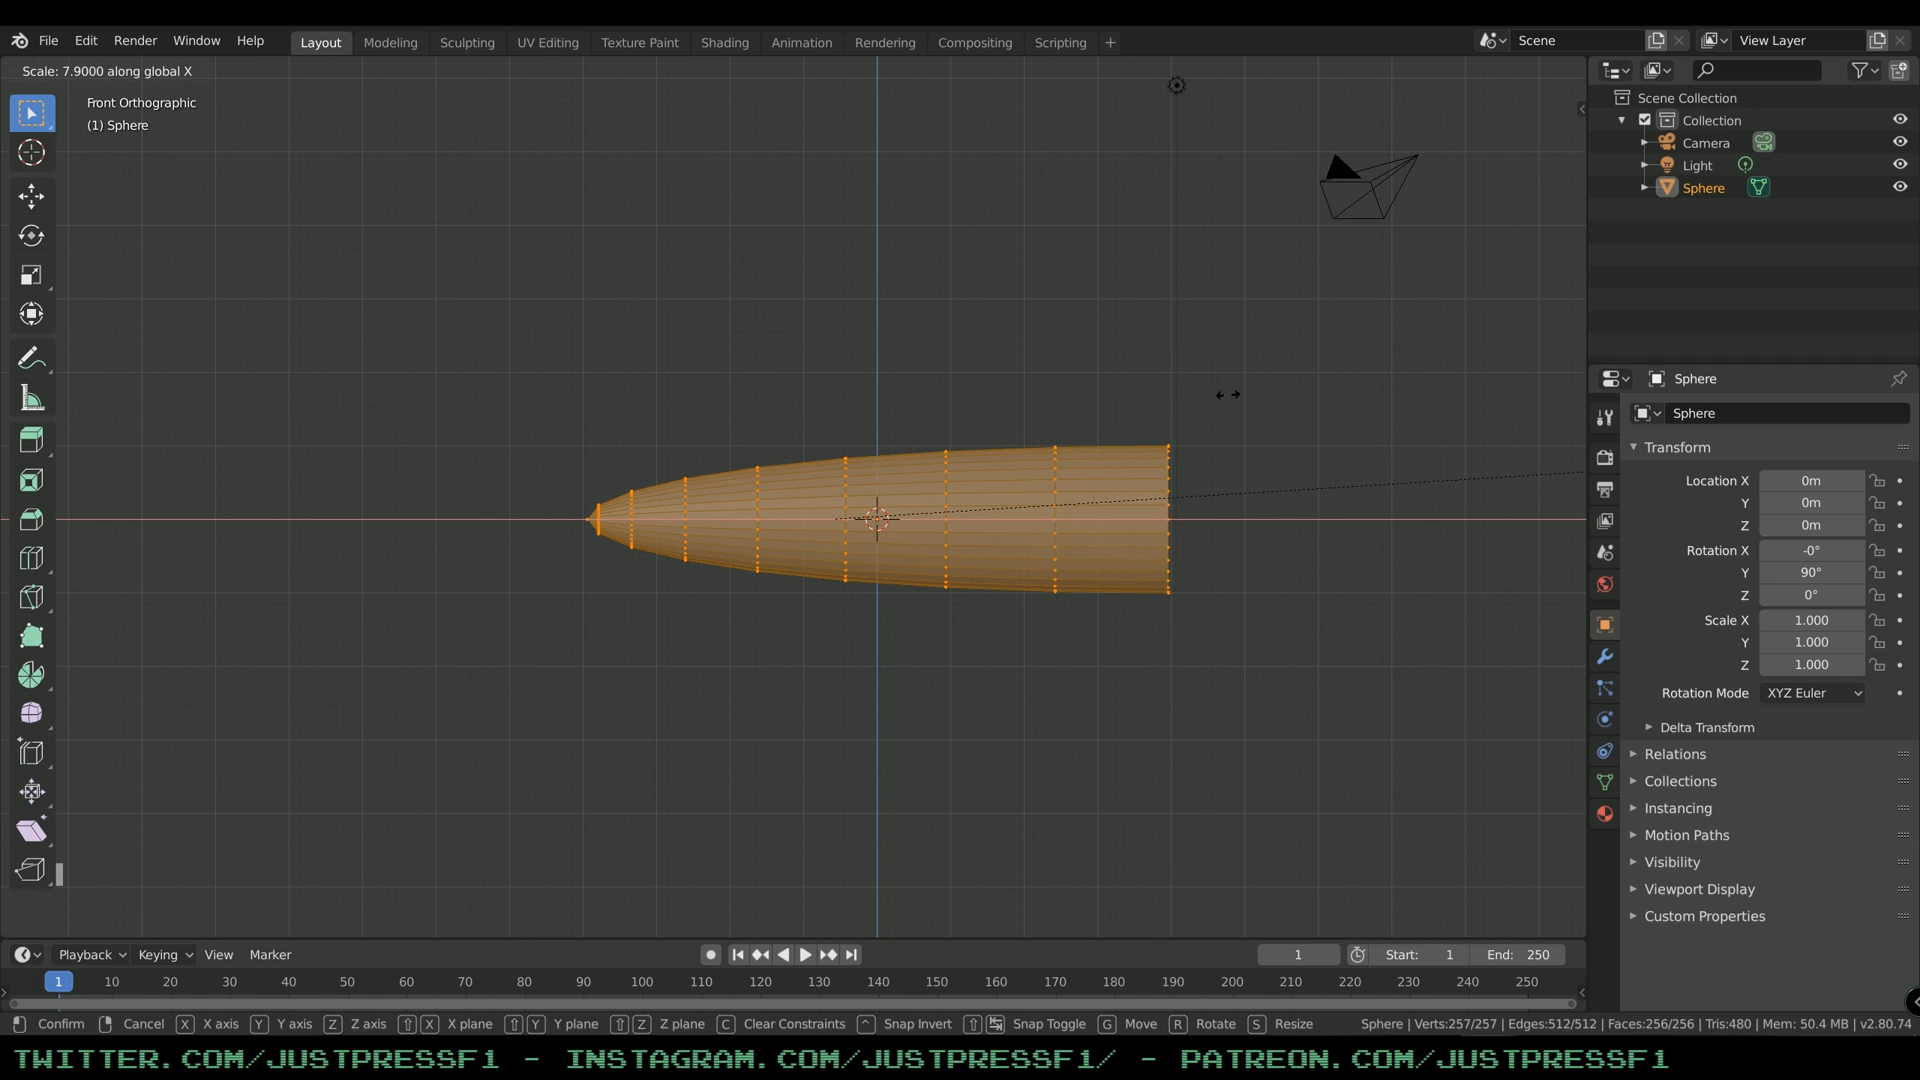 File Edit Render Window Help Layout Modeling Sculpting UV Editing Texture Paint Shading Animation Rendering Compositing Scripting + Scene View Layer
Scale: 7.9000 along global X
Front Orthographic
(1) Sphere
Scene Collection
Collection
Camera
Light
Sphere
Sphere
Sphere
Transform
Location X 0m
Y 0m
Z 0m
Rotation X -0°
Y 90°
Z 0°
Scale X 1.000
Y 1.000
Z 1.000
Rotation Mode XYZ Euler
Delta Transform
Relations
Collections
Instancing
Motion Paths
Visibility
Viewport Display
Custom Properties
Playback Keying View Marker 1 Start: 1 End: 250
1 10 20 30 40 50 60 70 80 90 100 110 120 130 140 150 160 170 180 190 200 210 220 230 240 250
Confirm Cancel X X axis Y Y axis Z Z axis X X plane Y Y plane Z Z plane C Clear Constraints ^ Snap Invert Snap Toggle G Move R Rotate S Resize Sphere | Verts:257/257 | Edges:512/512 | Faces:256/256 | Tris:480 | Mem: 50.4 MB | v2.80.74
TWITTER.COM/JUSTPRESSF1 - INSTAGRAM.COM/JUSTPRESSF1/ - PATREON.COM/JUSTPRESSF1